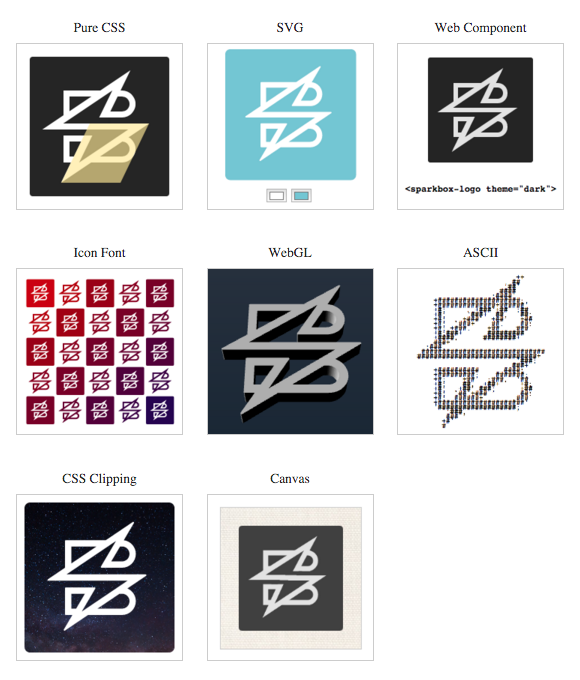 Pure CSS
SVG
Web Component
<sparkbox-logo theme="dark">
Icon Font
WebGL
ASCII
CSS Clipping
Canvas